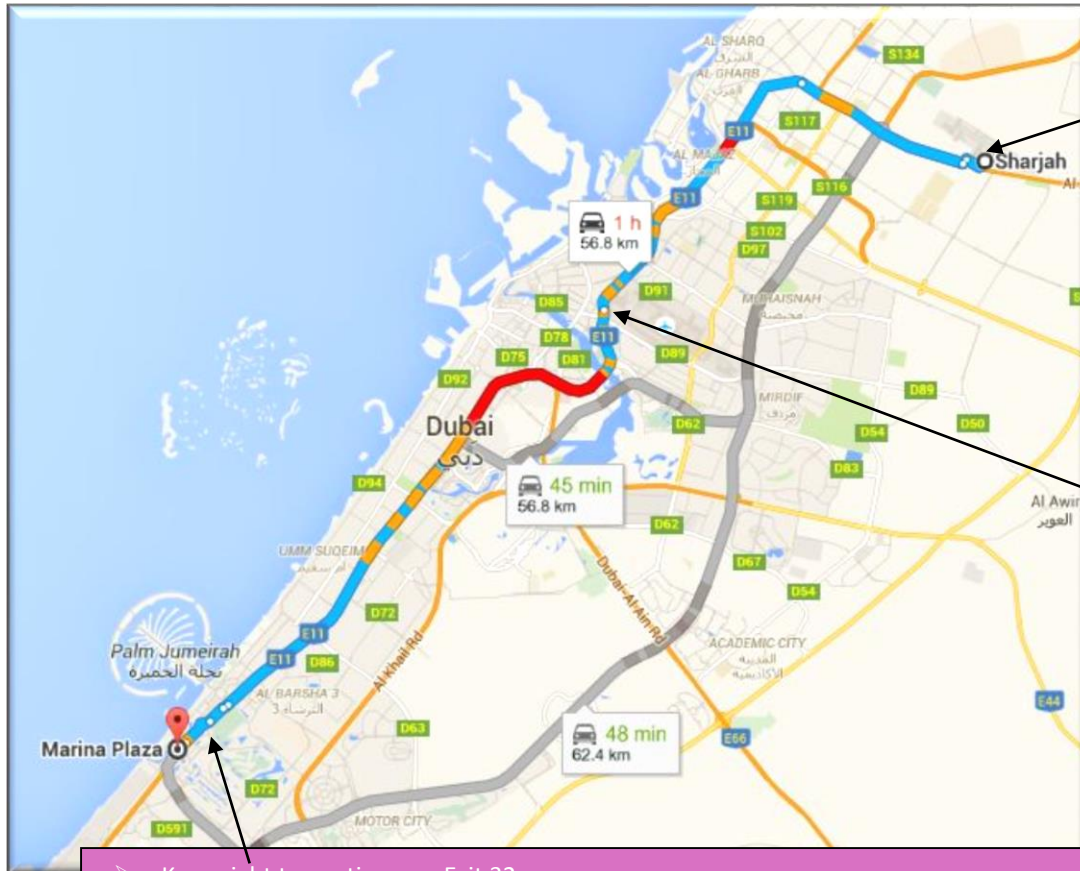 AL SHARQ
الشرق
AL GHARB
الغرب
S134
S117
E11
AL
Sharjah
Al
S116
S119
S102
D97
E11
1 h
56.8 km
D91
D85
MUHAISNAH
محيصنة
E11
D78
D81
D89
D75
D92
MIRDIF
مردف
D89
D50
D54
D62
D83
Dubai
دبي
D94
45 min
56.8 km
Al Awir
العوير
D62
UMM SUQEIM
أم سقيم
D67
D54
Dubai-Al Ain Rd
D72
E11
Al Khail Rd
ACADEMIC CITY
المدينة
الأكاديمية
Palm Jumeirah
نخلة الجميرة
E11
D86
AL BARSHA 3
البرشاء 3
E44
D63
48 min
62.4 km
E66
Marina Plaza
D72
D591
MOTOR CITY